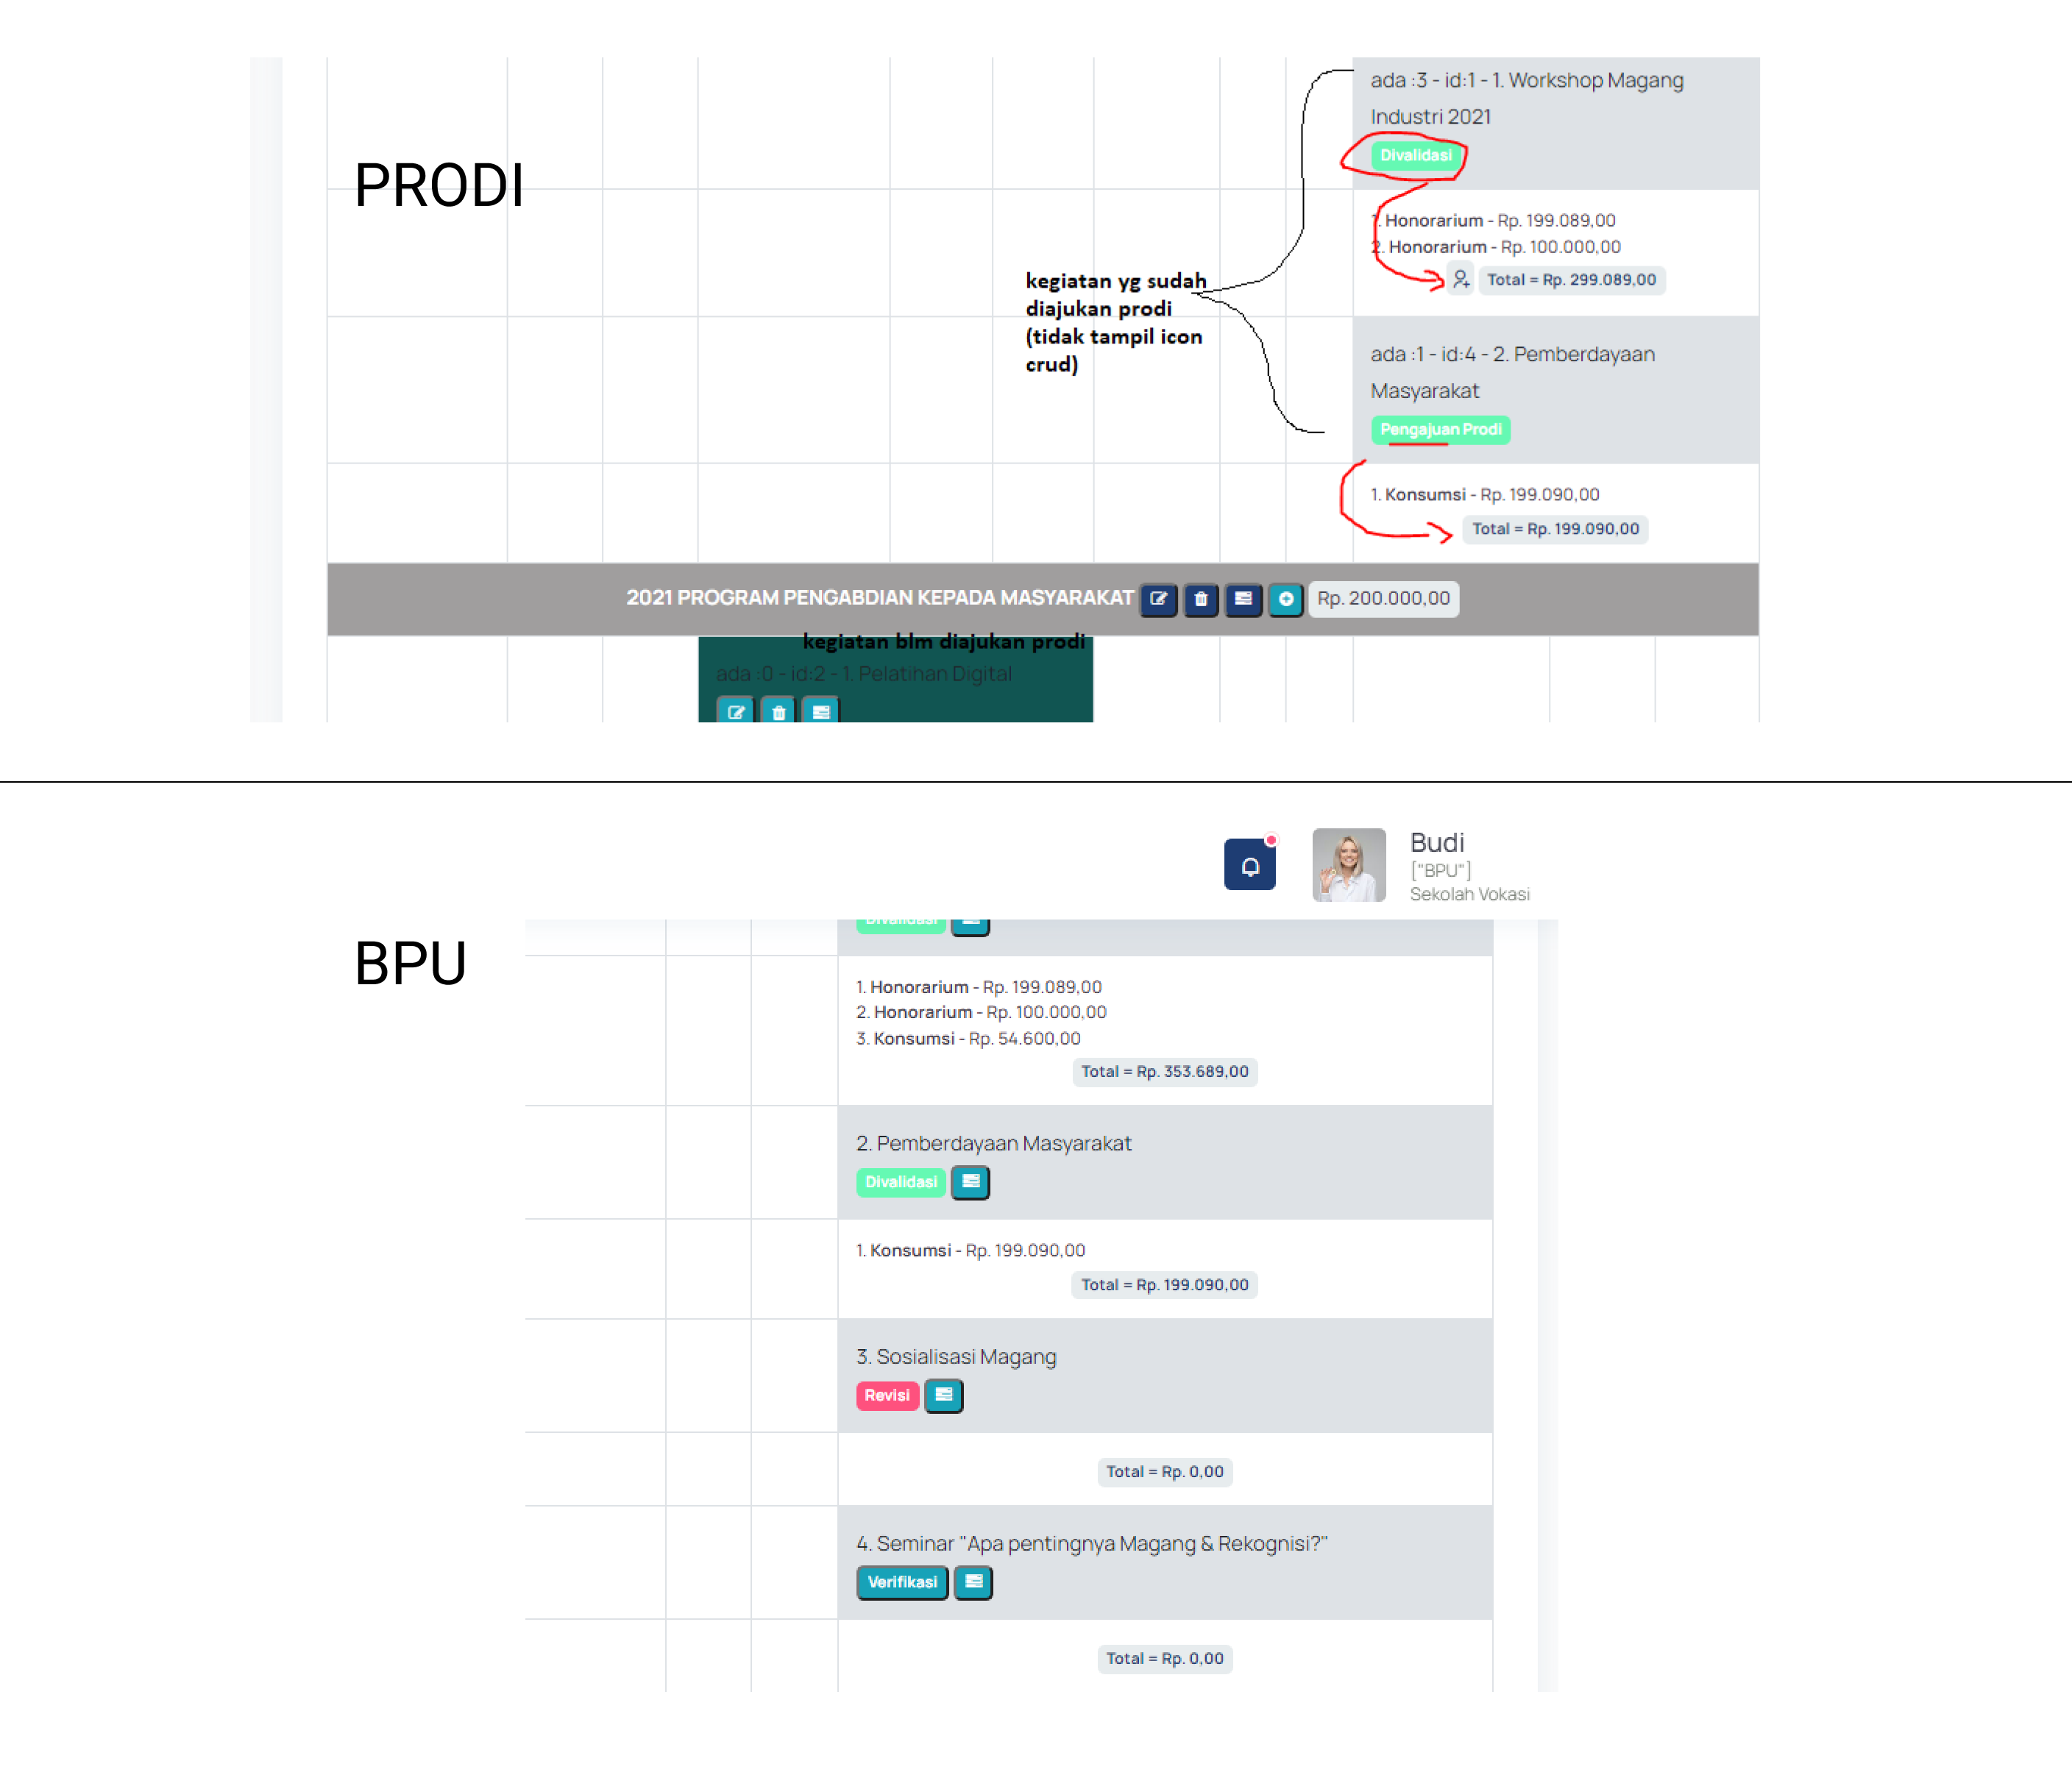 PRODI
ada :3 - id:1 - 1. Workshop Magang
Industri 2021
Divalidasi
1. Honorarium - Rp. 199.089,00
2. Honorarium - Rp. 100.000,00
Total = Rp. 299.089,00
kegiatan yg sudah
diajukan prodi
(tidak tampil icon
crud)
ada :1 - id:4 - 2. Pemberdayaan
Masyarakat
Pengajuan Prodi
1. Konsumsi - Rp. 199.090,00
Total = Rp. 199.090,00
2021 PROGRAM PENGABDIAN KEPADA MASYARAKAT Rp. 200.000,00
kegiatan blm diajukan prodi
ada :0 - id:2 - 1. Pelatihan Digital
Budi
["BPU"]
Sekolah Vokasi
BPU
Divalidasi
1. Honorarium - Rp. 199.089,00
2. Honorarium - Rp. 100.000,00
3. Konsumsi - Rp. 54.600,00
Total = Rp. 353.689,00
2. Pemberdayaan Masyarakat
Divalidasi
1. Konsumsi - Rp. 199.090,00
Total = Rp. 199.090,00
3. Sosialisasi Magang
Revisi
Total = Rp. 0,00
4. Seminar "Apa pentingnya Magang & Rekognisi?"
Verifikasi
Total = Rp. 0,00